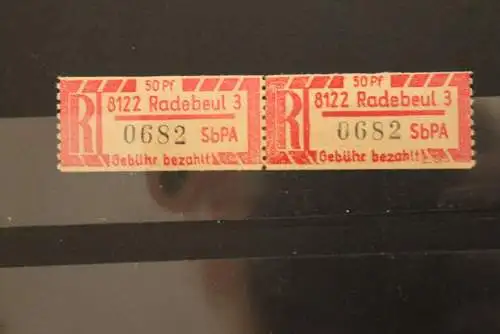 50 Pf
R 8122 Radebeul 3
0682 SbPA
Gebühr bezahlt
50 Pf
R 8122 Radebeul 3
0682 SbPA
Gebühr bezahlt